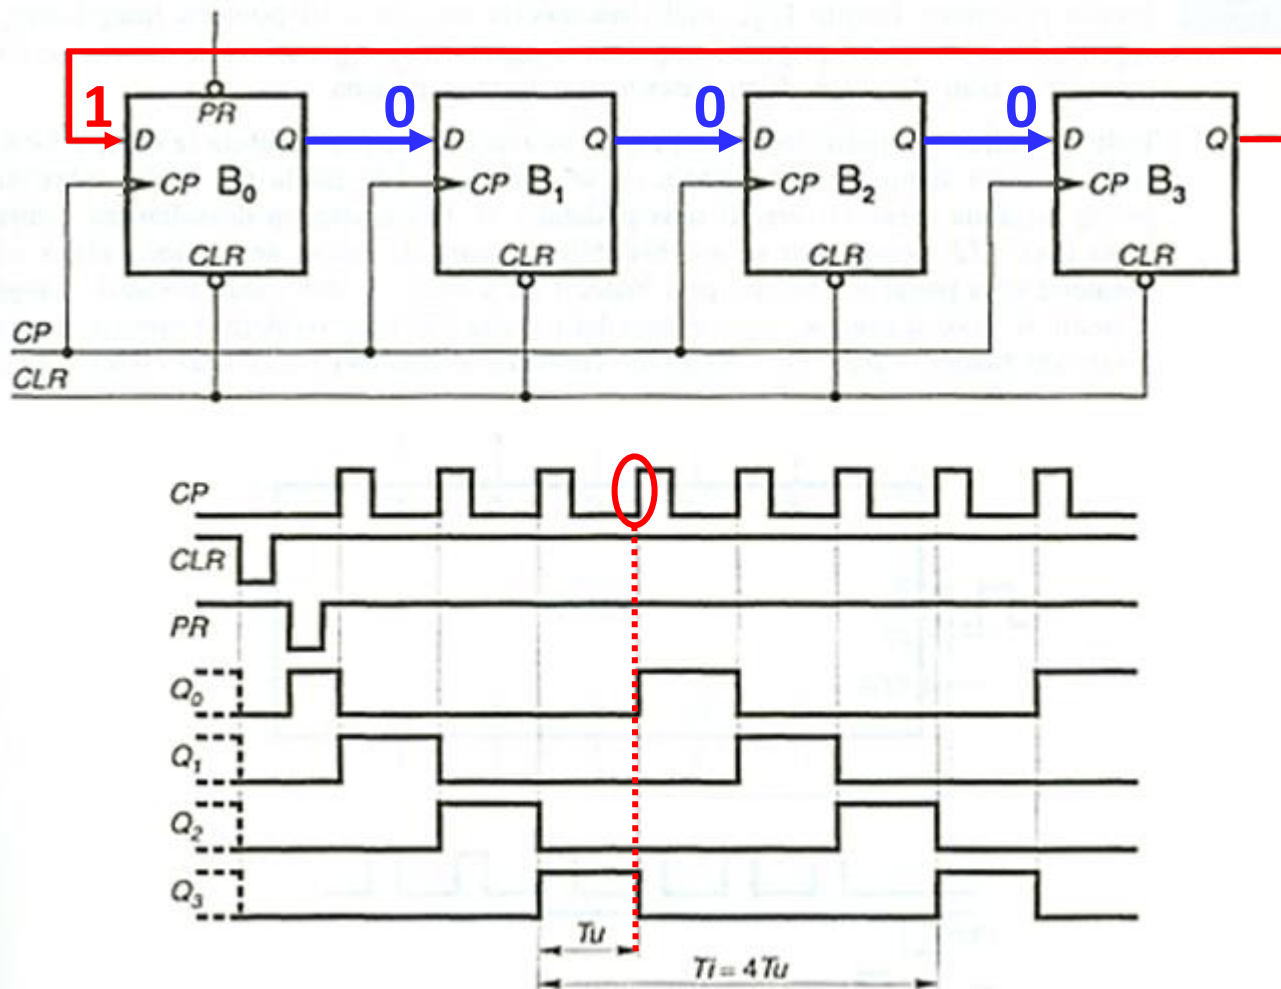 PR
1 0 0 0
D Q D Q D Q D Q
CP B0 CP B1 CP B2 CP B3
CLR CLR CLR CLR
CP
CLR
CP
CLR
PR
Q0
Q1
Q2
Q3
Tu
Ti = 4Tu